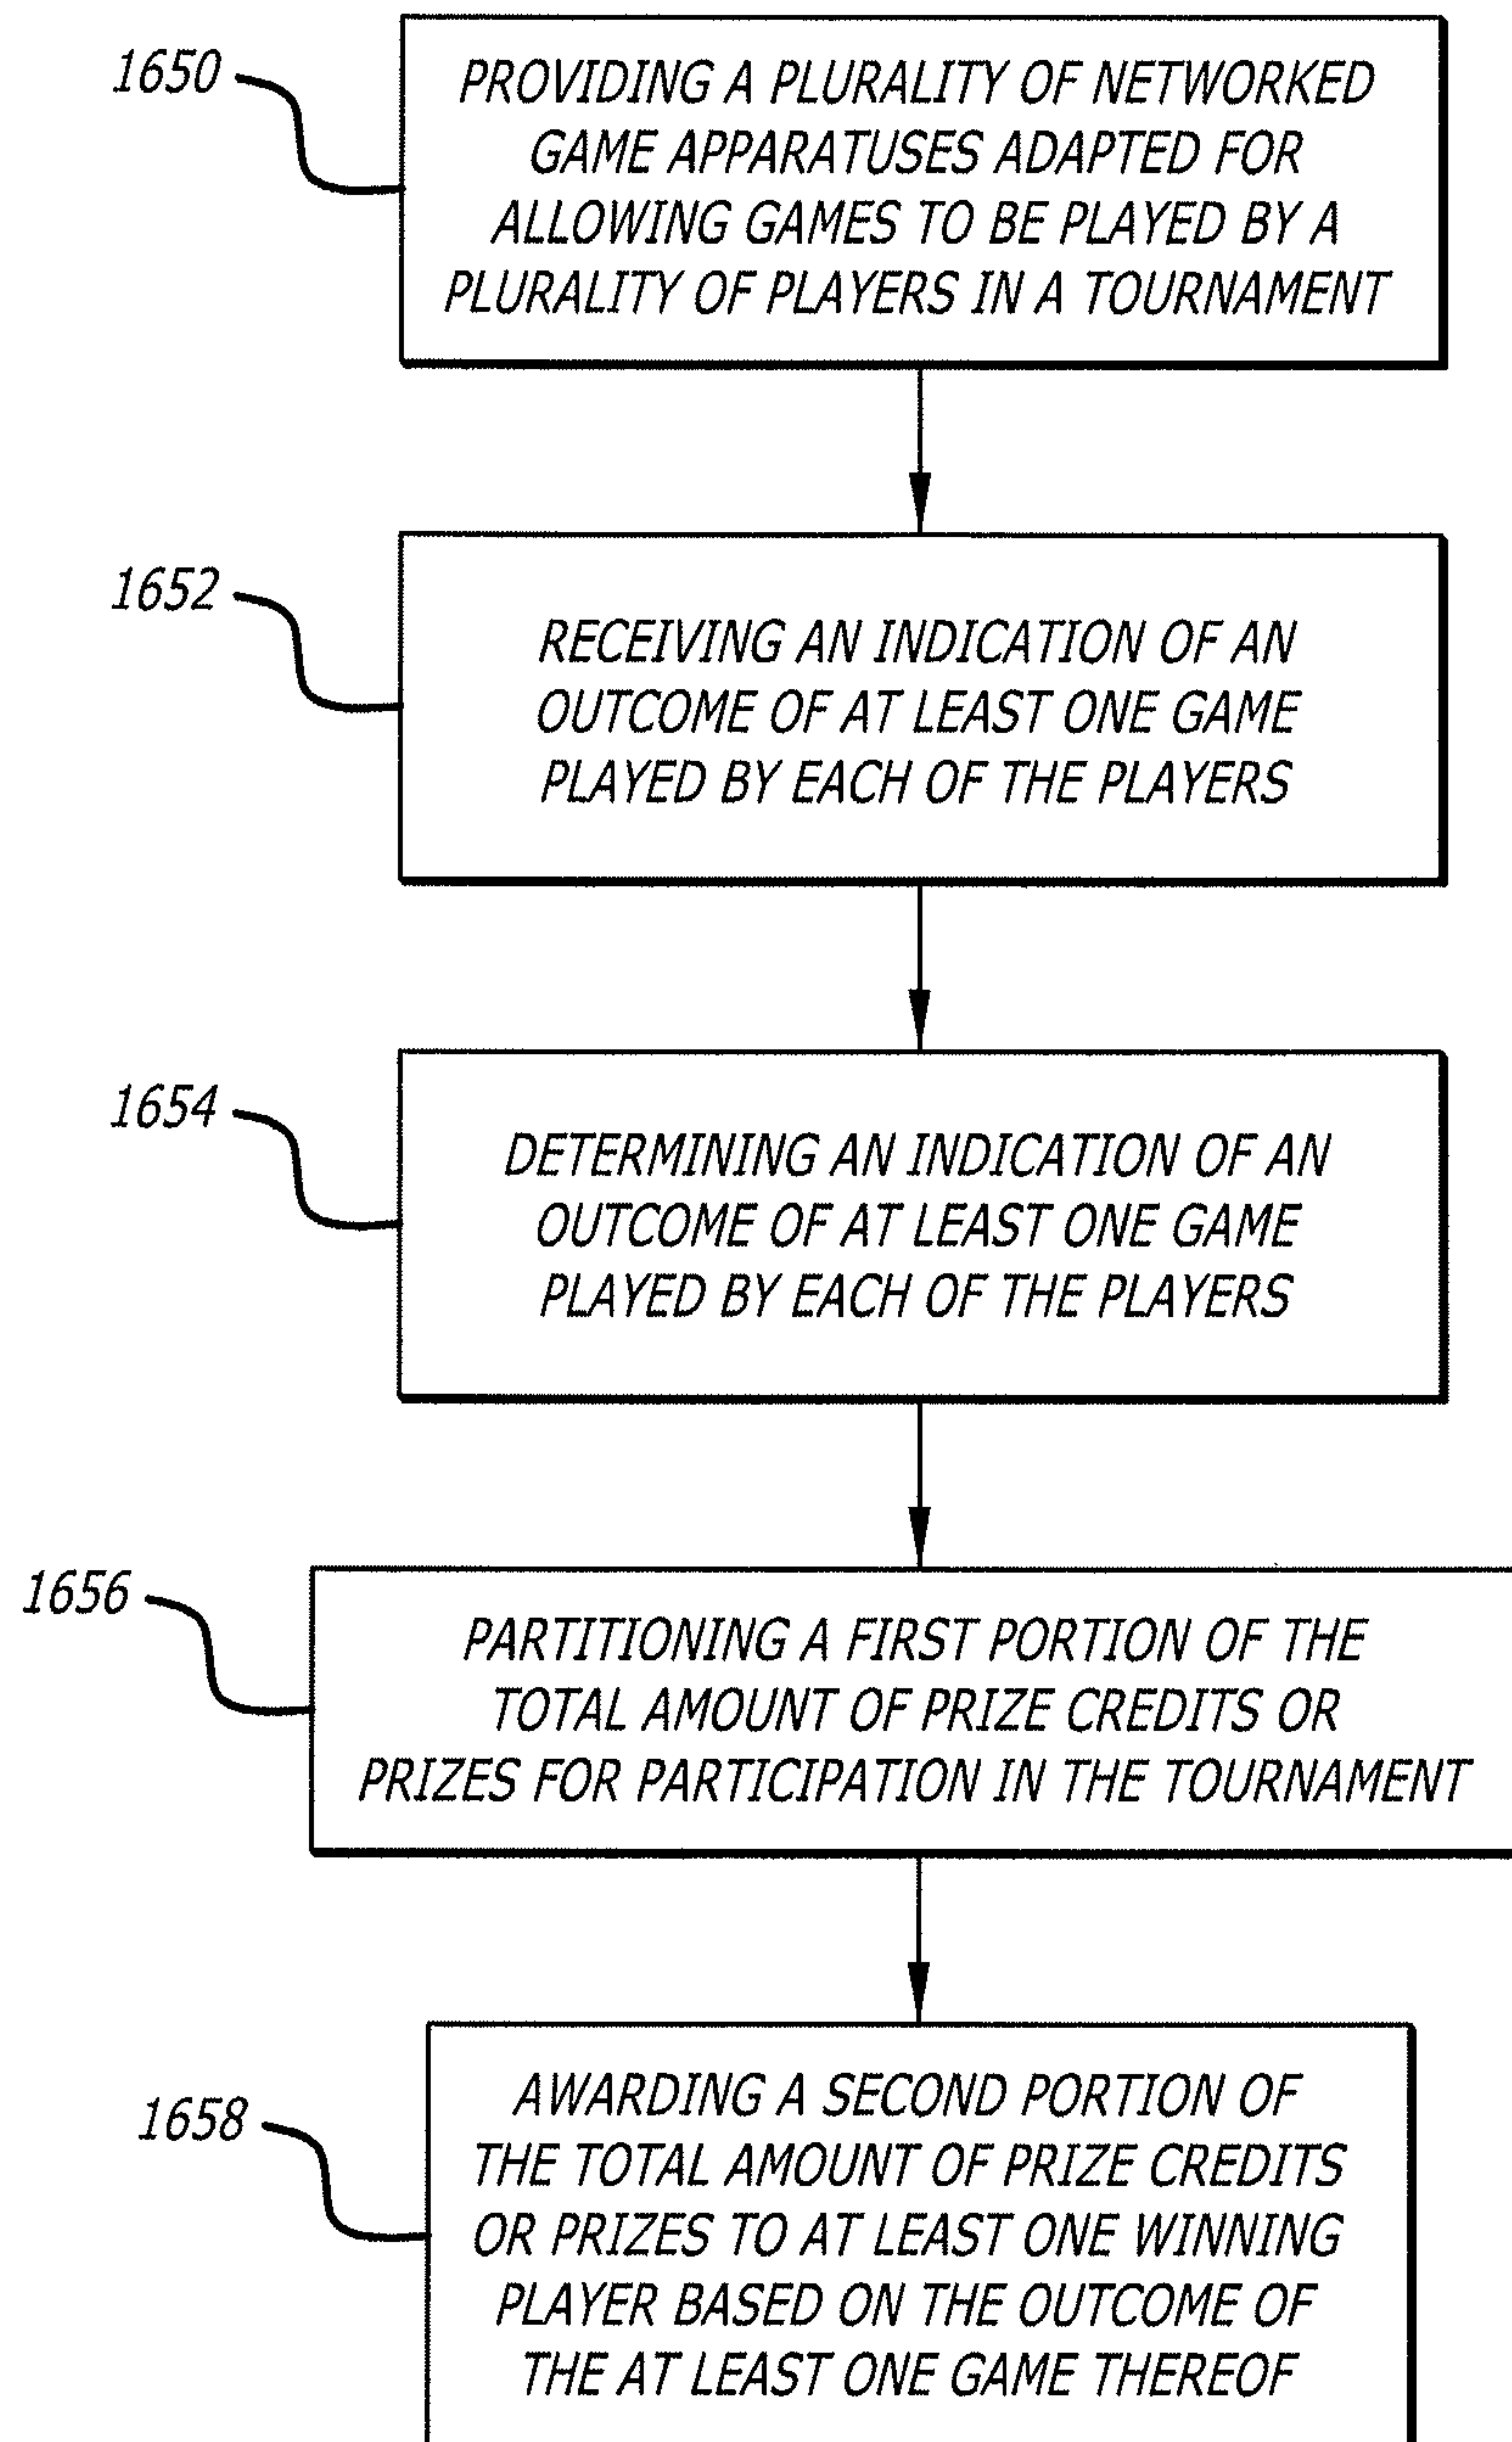 1650
PROVIDING A PLURALITY OF NETWORKED
GAME APPARATUSES ADAPTED FOR
ALLOWING GAMES TO BE PLAYED BY A
PLURALITY OF PLAYERS IN A TOURNAMENT
1652
RECEIVING AN INDICATION OF AN
OUTCOME OF AT LEAST ONE GAME
PLAYED BY EACH OF THE PLAYERS
1654
DETERMINING AN INDICATION OF AN
OUTCOME OF AT LEAST ONE GAME
PLAYED BY EACH OF THE PLAYERS
1656
PARTITIONING A FIRST PORTION OF THE
TOTAL AMOUNT OF PRIZE CREDITS OR
PRIZES FOR PARTICIPATION IN THE TOURNAMENT
1658
AWARDING A SECOND PORTION OF
THE TOTAL AMOUNT OF PRIZE CREDITS
OR PRIZES TO AT LEAST ONE WINNING
PLAYER BASED ON THE OUTCOME OF
THE AT LEAST ONE GAME THEREOF